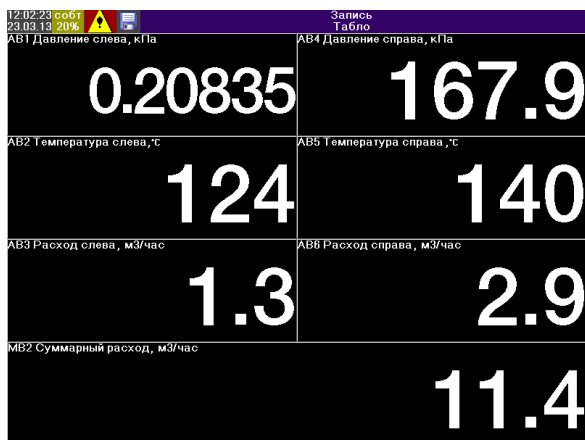 12:02:23 собт Запись
23.03.13 20% Табло
АВ1 Давление слева, кПа
0.20835
АВ4 Давление справа, кПа
167.9
АВ2 Температура слева,°С
124
АВ5 Температура справа,°С
140
АВ3 Расход слева, м3/час
1.3
АВ6 Расход справа, м3/час
2.9
МВ2 Суммарный расход, м3/час
11.4